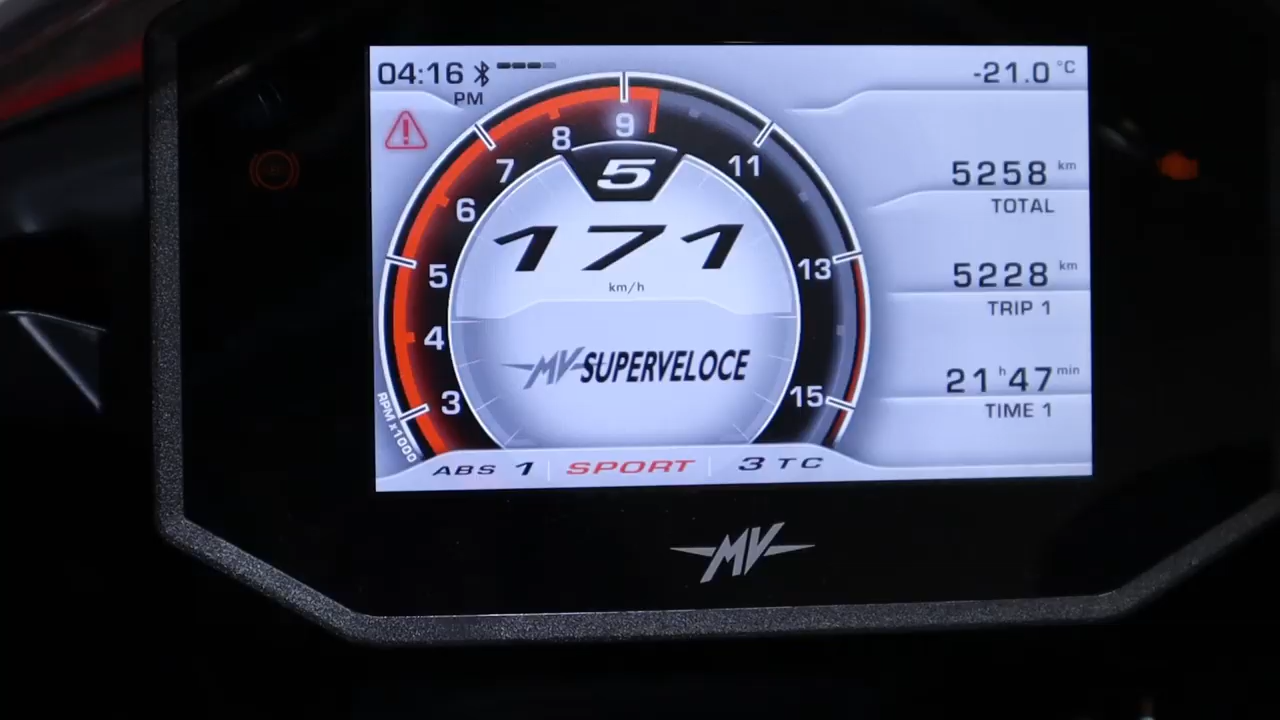 04:16 PM
-21.0 °C
5258 km
TOTAL
5228 km
TRIP 1
21 h 47 min
TIME 1
3 4 5 6 7 8 9 11 13 15
RPM x1000
5
171
km/h
MV SUPERVELOCE
ABS 1 SPORT 3 TC
MV